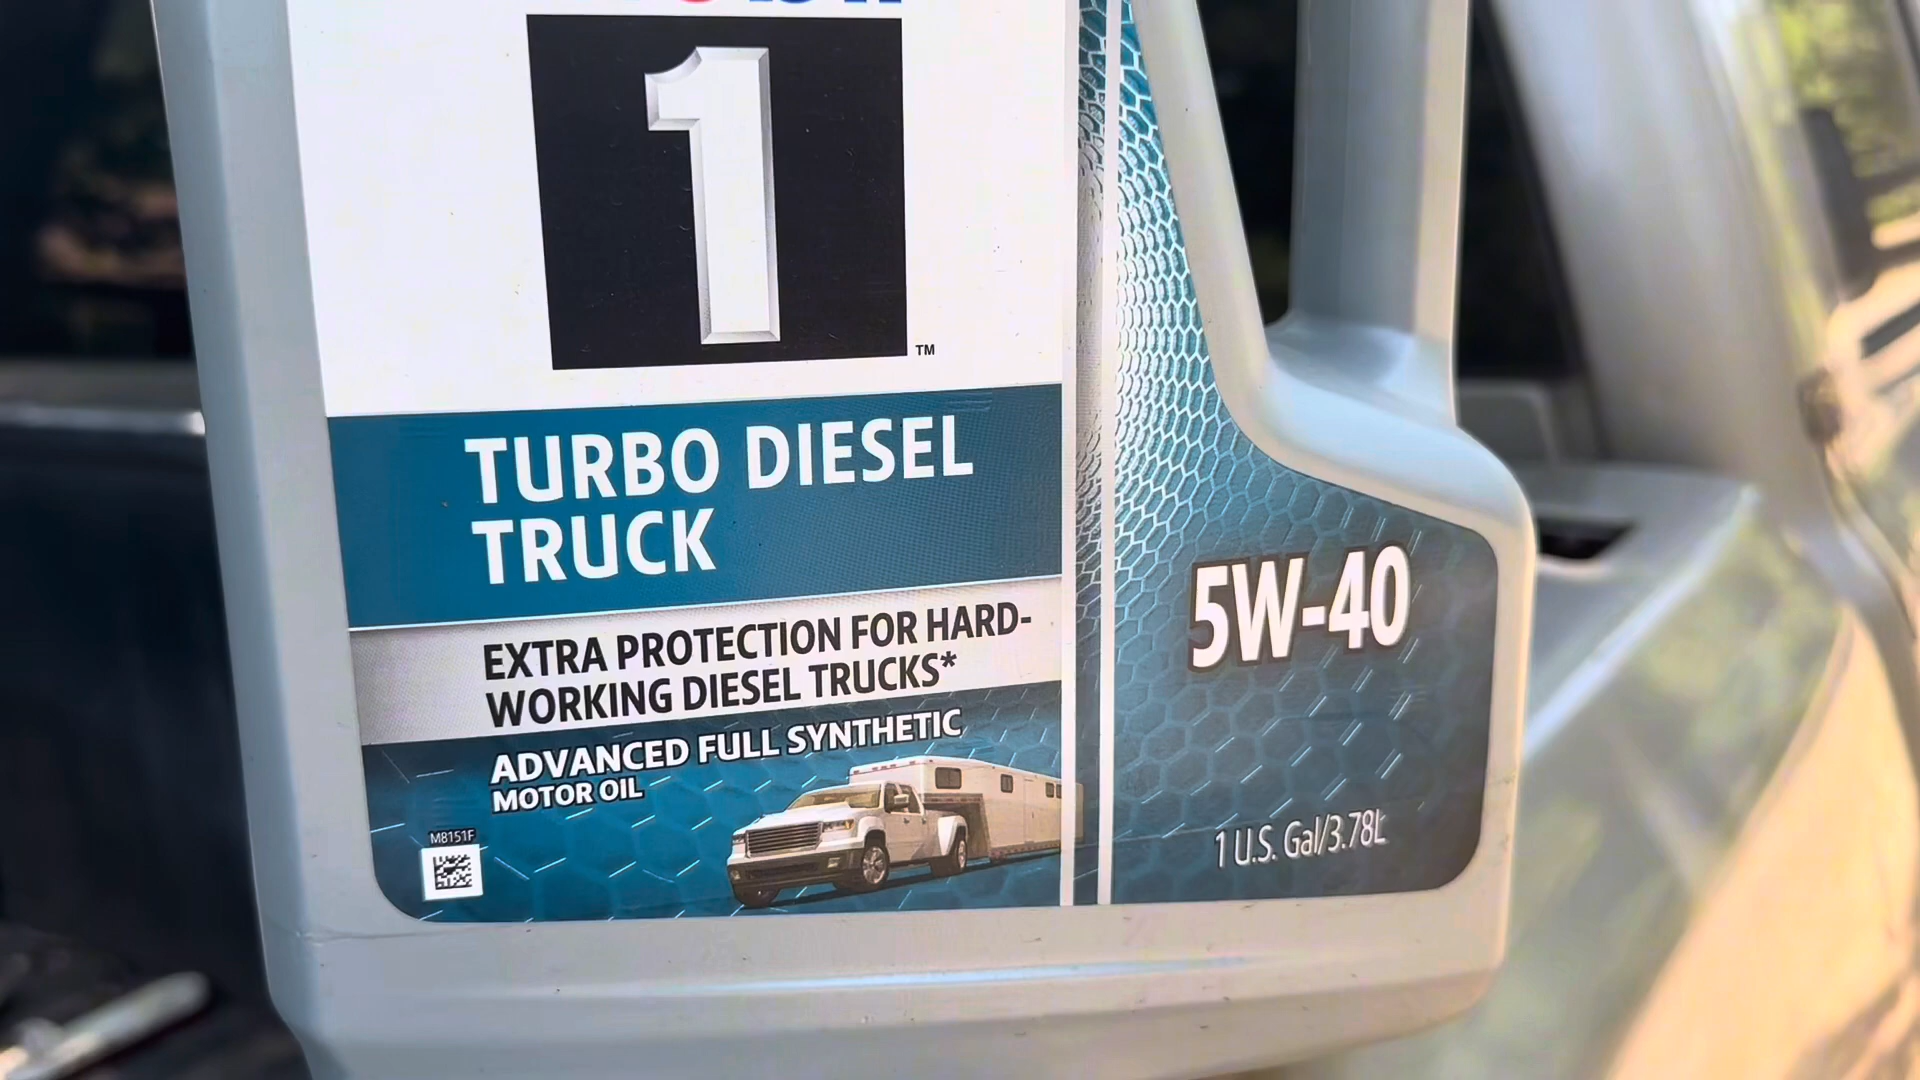 1
TM
TURBO DIESEL
TRUCK
EXTRA PROTECTION FOR HARD-
WORKING DIESEL TRUCKS*
ADVANCED FULL SYNTHETIC
MOTOR OIL
M8151F
5W-40
1 U.S. Gal/3.78L